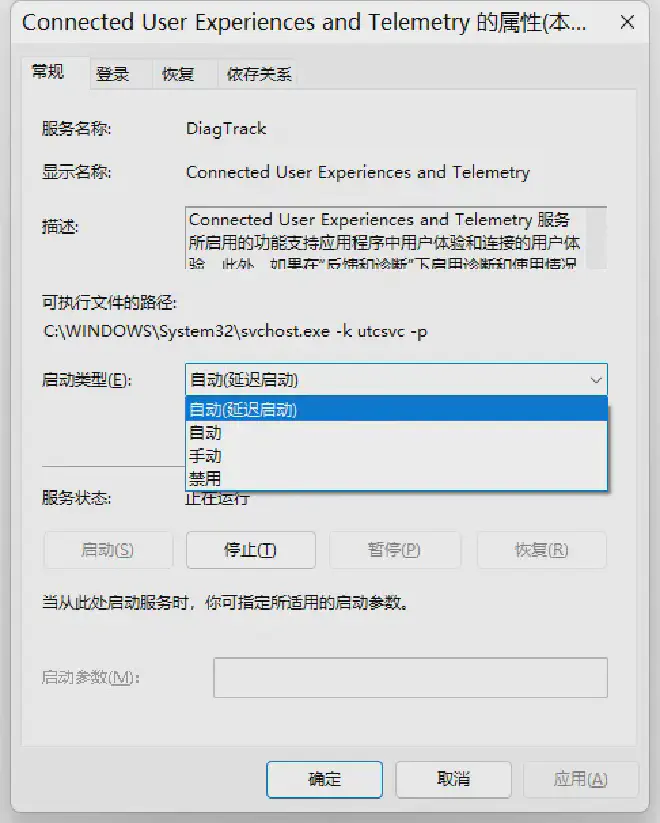 Connected User Experiences and Telemetry 的属性(本...
常规 登录 恢复 依存关系
服务名称: DiagTrack
显示名称: Connected User Experiences and Telemetry
描述: Connected User Experiences and Telemetry 服务
所启用的功能支持应用程序中用户体验和连接的用户体
验。此外，如果在“反馈和诊断”下启用诊断和使用情况
可执行文件的路径:
C:\WINDOWS\System32\svchost.exe -k utcsvc -p
启动类型(E): 自动(延迟启动)
自动(延迟启动)
自动
手动
禁用
服务状态: 正在运行
启动(S) 停止(T) 暂停(P) 恢复(R)
当从此处启动服务时，你可指定所适用的启动参数。
启动参数(M):
确定 取消 应用(A)